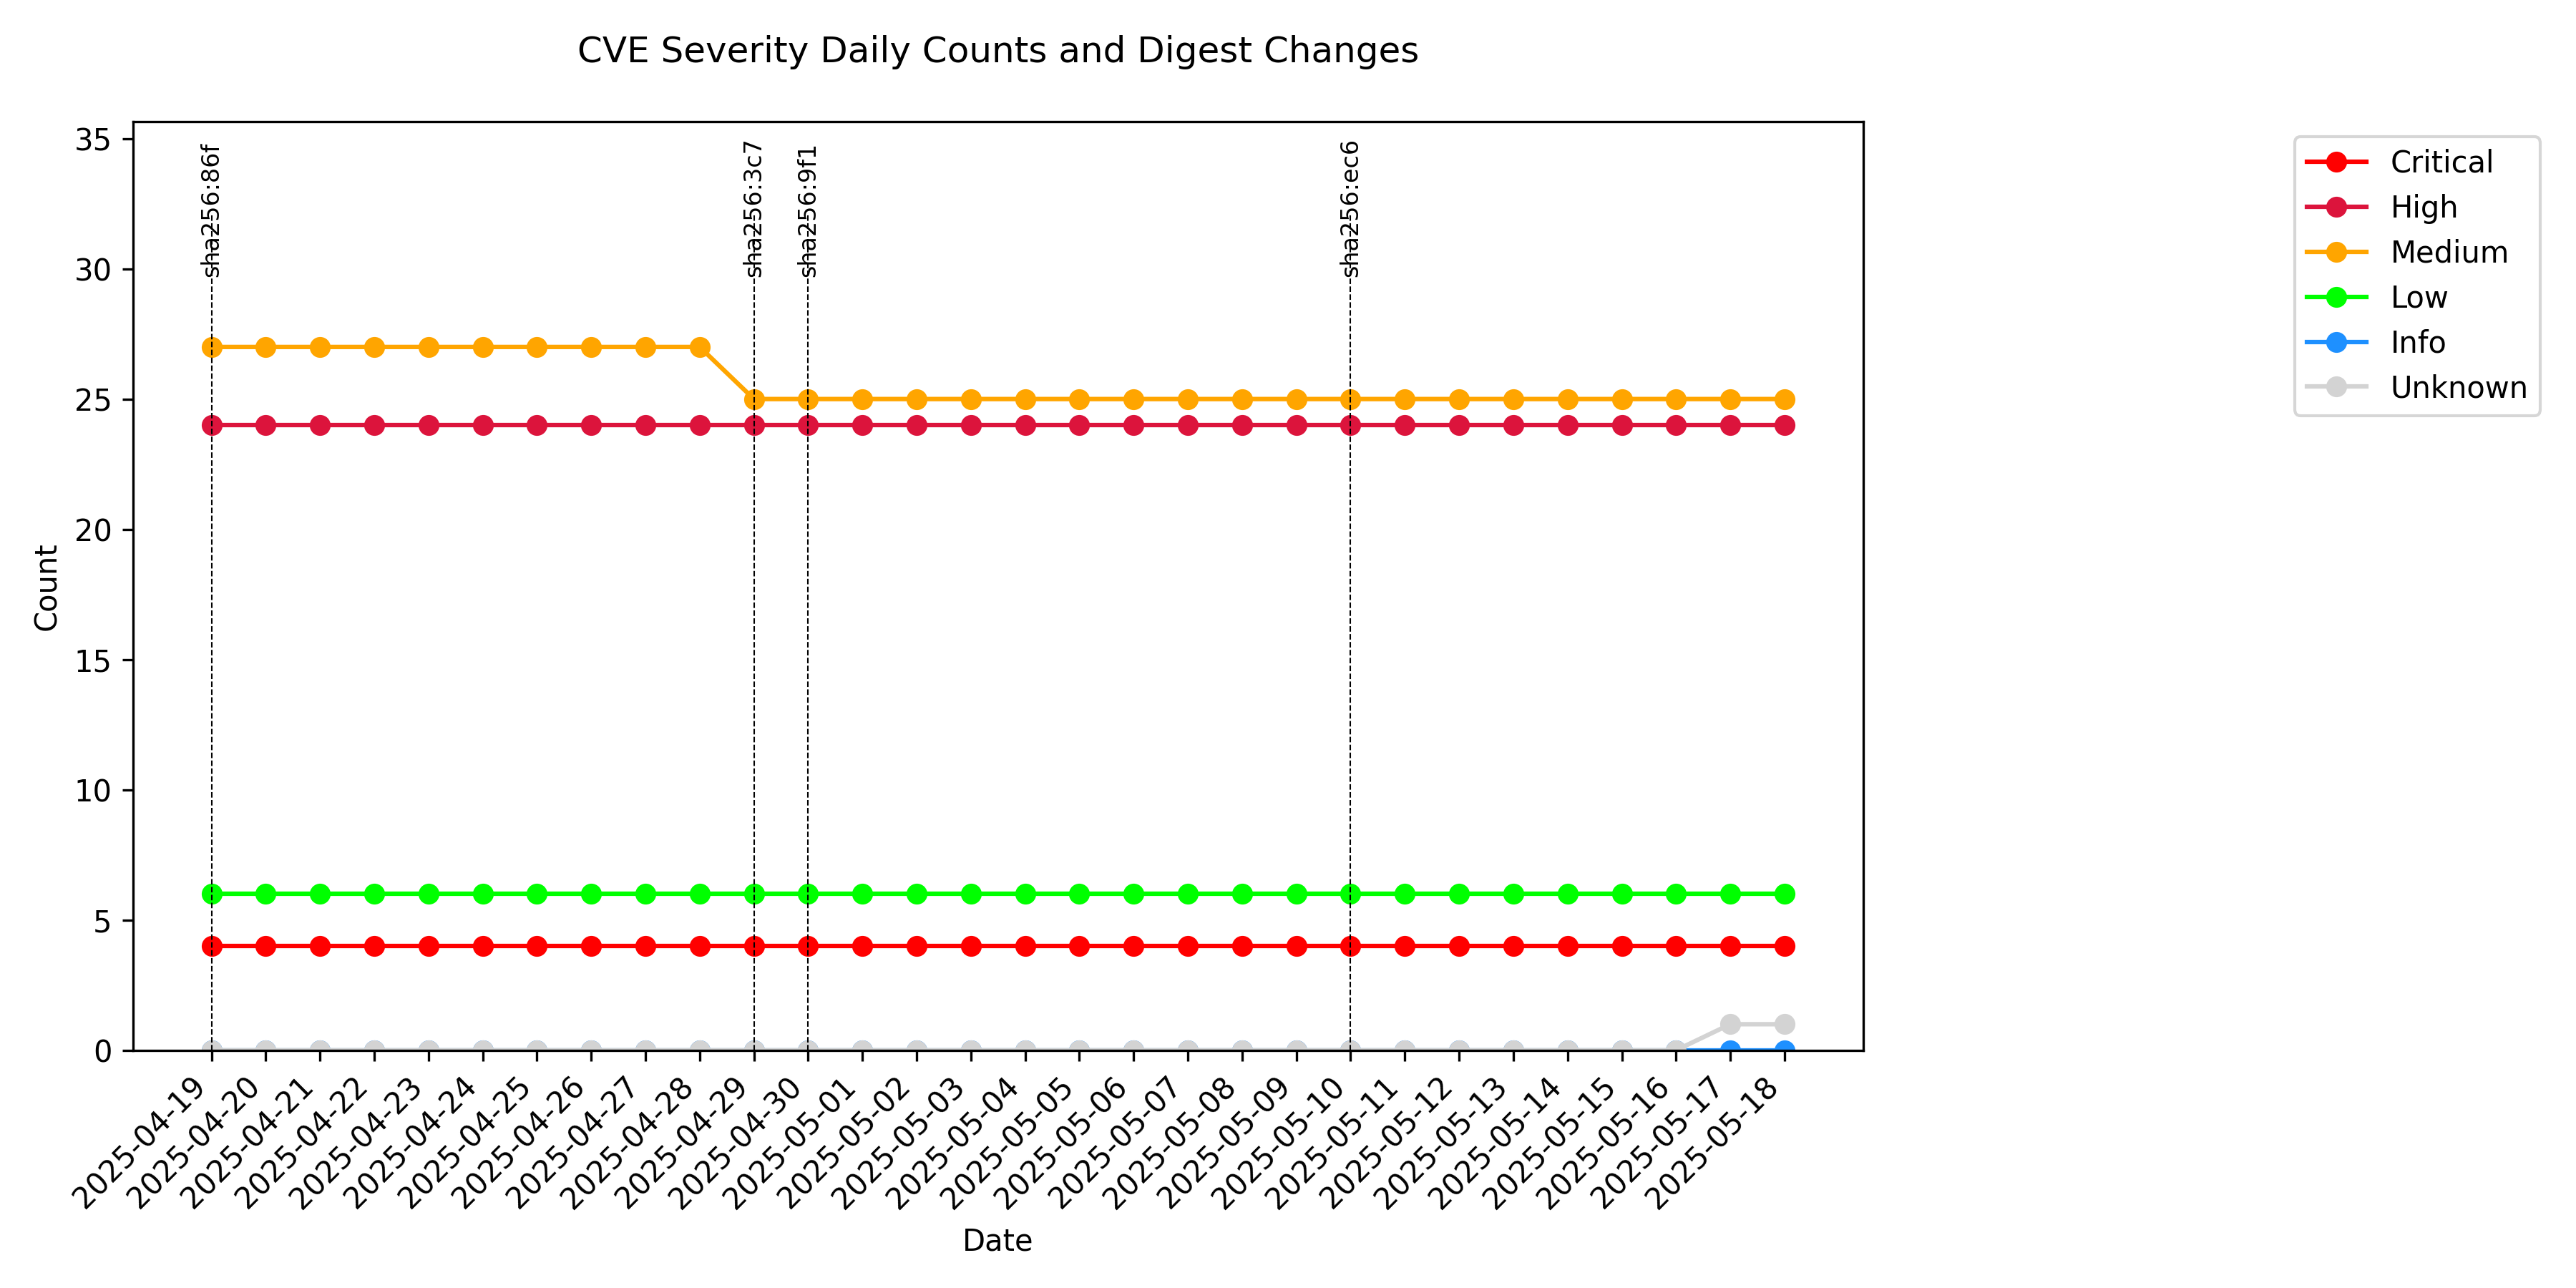 CVE Severity Daily Counts and Digest Changes
35
30
25
20
15
10
5
0
Count
sha256:86f
sha256:3c7
sha256:9f1
sha256:ec6
Critical
High
Medium
Low
Info
Unknown
2025-04-19
2025-04-20
2025-04-21
2025-04-22
2025-04-23
2025-04-24
2025-04-25
2025-04-26
2025-04-27
2025-04-28
2025-04-29
2025-04-30
2025-05-01
2025-05-02
2025-05-03
2025-05-04
2025-05-05
2025-05-06
2025-05-07
2025-05-08
2025-05-09
2025-05-10
2025-05-11
2025-05-12
2025-05-13
2025-05-14
2025-05-15
2025-05-16
2025-05-17
2025-05-18
Date